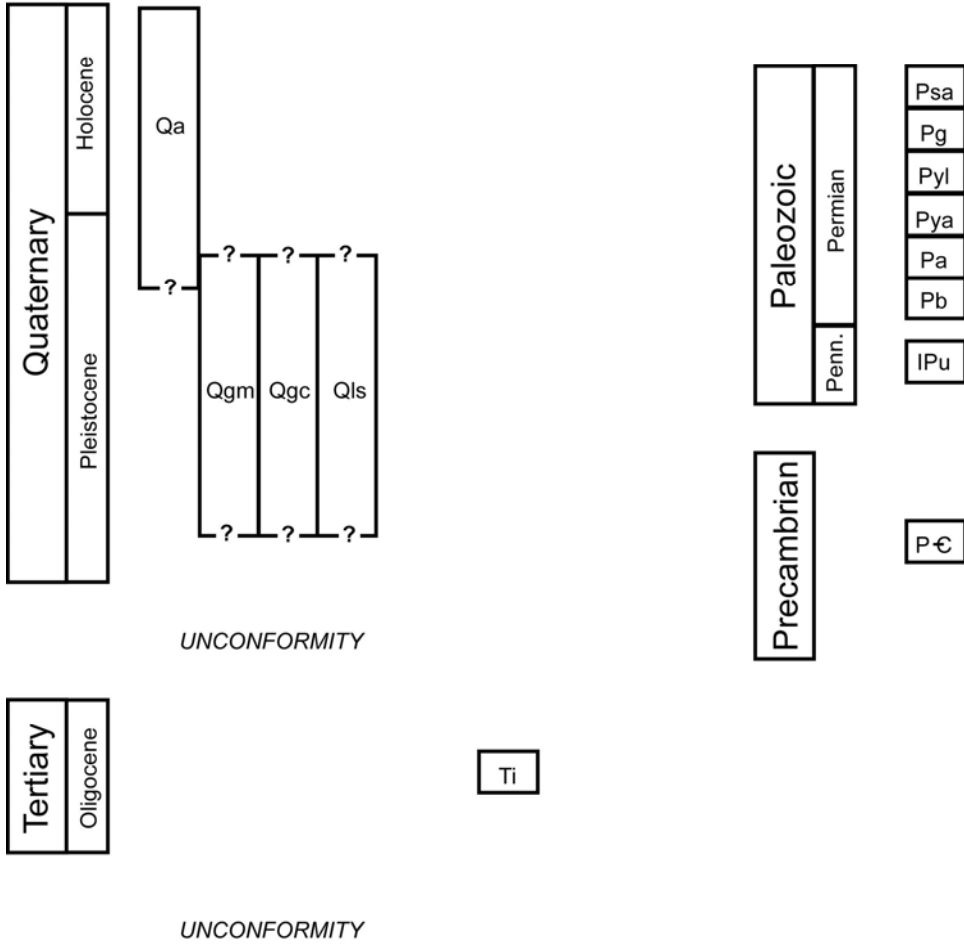 Quaternary
Holocene
Pleistocene
Qa
?
? ? ?
Qgm Qgc Qls
? ? ?
UNCONFORMITY
Tertiary
Oligocene
Ti
UNCONFORMITY
Paleozoic
Permian
Penn.
Psa
Pg
Pyl
Pya
Pa
Pb
IPu
Precambrian
P-Є